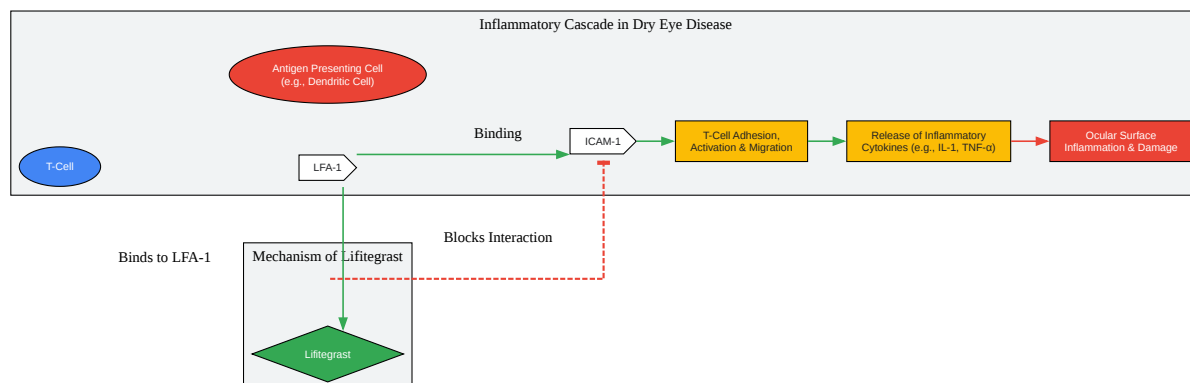 Inflammatory Cascade in Dry Eye Disease
Antigen Presenting Cell
(e.g., Dendritic Cell)
T-Cell
LFA-1
Binding
ICAM-1
T-Cell Adhesion,
Activation & Migration
Release of Inflammatory
Cytokines (e.g., IL-1, TNF-α)
Ocular Surface
Inflammation & Damage
Binds to LFA-1
Blocks Interaction
Mechanism of Lifitegrast
Lifitegrast